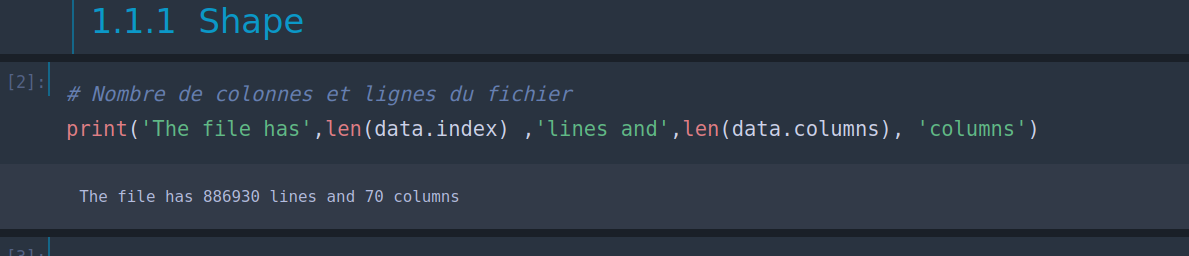 1.1.1 Shape
[2]:
# Nombre de colonnes et lignes du fichier
print('The file has',len(data.index) ,'lines and',len(data.columns), 'columns')
The file has 886930 lines and 70 columns
[3]: